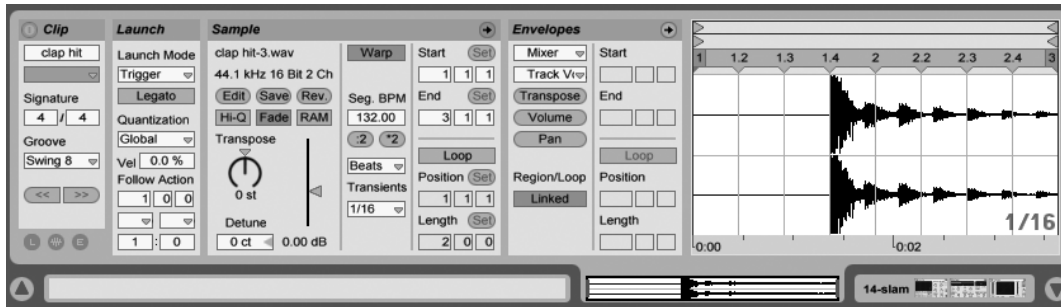 Clip
clap hit
Signature
4 / 4
Groove
Swing 8
<< >>
L E
Launch
Launch Mode
Trigger
Legato
Quantization
Global
Vel 0.0 %
Follow Action
1 0 0
1 : 0
Sample
clap hit-3.wav
44.1 kHz 16 Bit 2 Ch
Edit Save Rev.
Hi-Q Fade RAM
Transpose
0 st
Detune
0 ct 0.00 dB
Warp
Seg. BPM
132.00
:2 *2
Beats
Transients
1/16
Start Set
1 1 1
End Set
3 1 1
Loop
Position Set
1 1 1
Length Set
2 0 0
Envelopes
Mixer
Transpose
Volume
Pan
Region/Loop
Linked
Start
End
Loop
Position
Length
1 1.2 1.3 1.4 2 2.2 2.3 2.4 3
1/16
0:00 0:02
14-slam